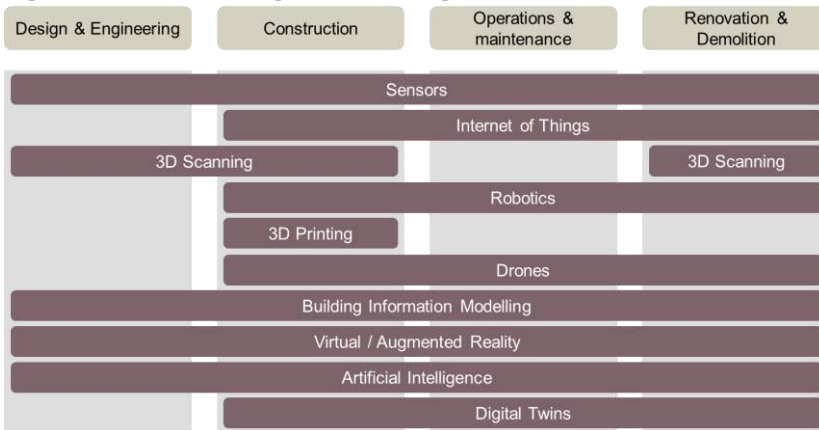 Design & Engineering
Construction
Operations &
maintenance
Renovation &
Demolition
Sensors
Internet of Things
3D Scanning
3D Scanning
Robotics
3D Printing
Drones
Building Information Modelling
Virtual / Augmented Reality
Artificial Intelligence
Digital Twins